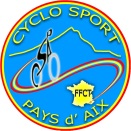 CYCLO SPORT
FFCT
PAYS d' AIX